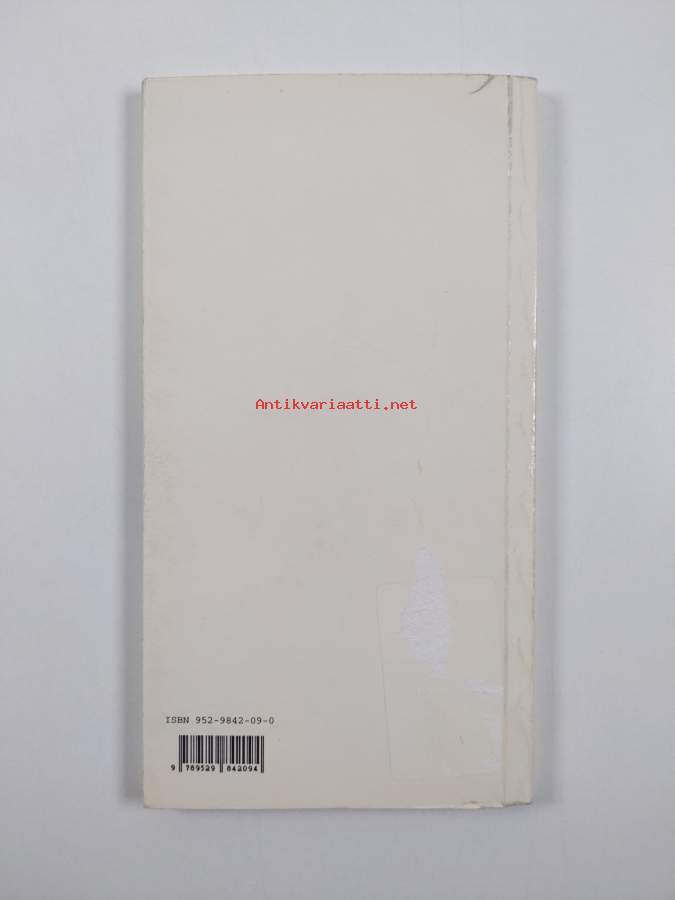 Antikvariaatti.net
ISBN 952-9842-09-0
9 789529 842094